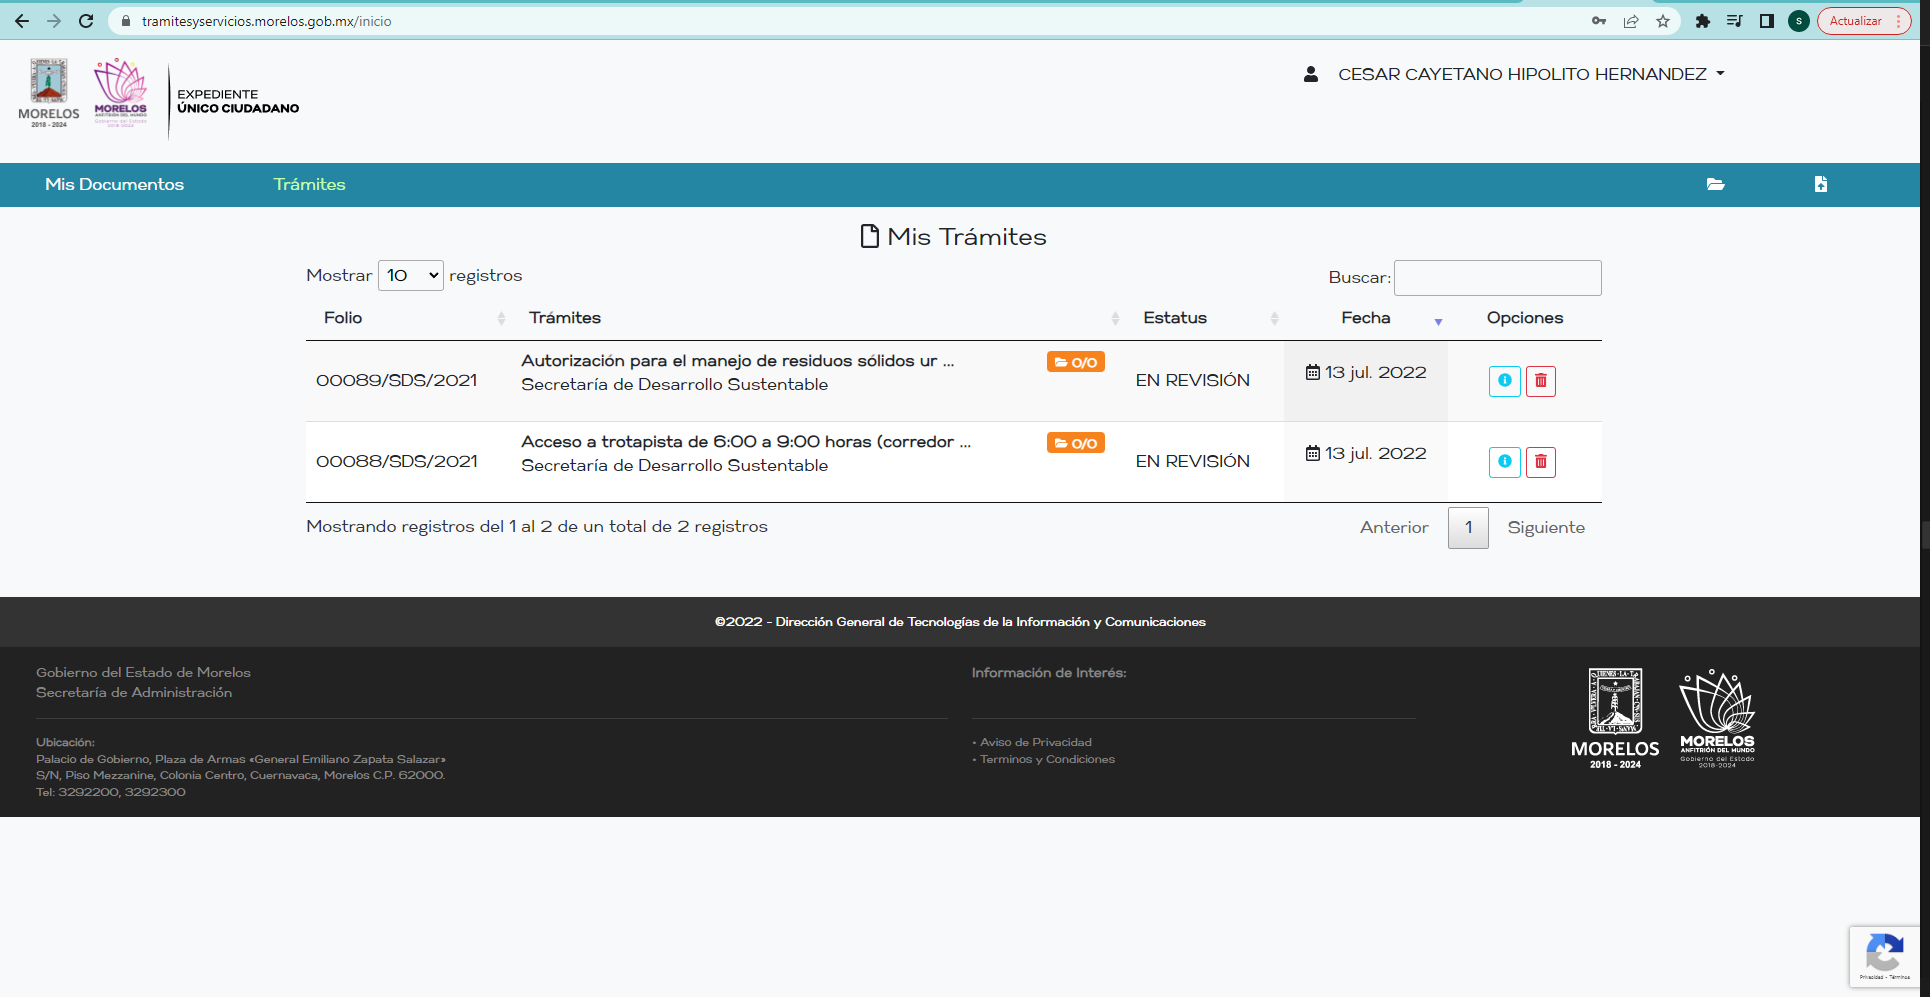 tramitesyservicios.morelos.gob.mx/inicio
S
Actualizar
MORELOS
2018 - 2024
MORELOS
ANFITRIÓN DEL MUNDO
Gobierno del Estado
2018-2024
EXPEDIENTE
ÚNICO CIUDADANO
CESAR CAYETANO HIPOLITO HERNANDEZ
Mis Documentos
Trámites
Mis Trámites
Mostrar 10 registros
Buscar:
Folio Trámites Estatus Fecha Opciones
Autorización para el manejo de residuos sólidos ur ... 0/0
Secretaría de Desarrollo Sustentable
00089/SDS/2021 EN REVISIÓN 13 jul. 2022
Acceso a trotapista de 6:00 a 9:00 horas (corredor ... 0/0
Secretaría de Desarrollo Sustentable
00088/SDS/2021 EN REVISIÓN 13 jul. 2022
Mostrando registros del 1 al 2 de un total de 2 registros
Anterior 1 Siguiente
©2022 - Dirección General de Tecnologías de la Información y Comunicaciones
Gobierno del Estado de Morelos
Secretaría de Administración
Ubicación:
Palacio de Gobierno, Plaza de Armas «General Emiliano Zapata Salazar»
S/N, Piso Mezzanine, Colonia Centro, Cuernavaca, Morelos C.P. 62000.
Tel: 3292200, 3292300
Información de Interés:
• Aviso de Privacidad
• Terminos y Condiciones
MORELOS
2018 - 2024
MORELOS
ANFITRIÓN DEL MUNDO
Gobierno del Estado
2018-2024
Privacidad - Términos